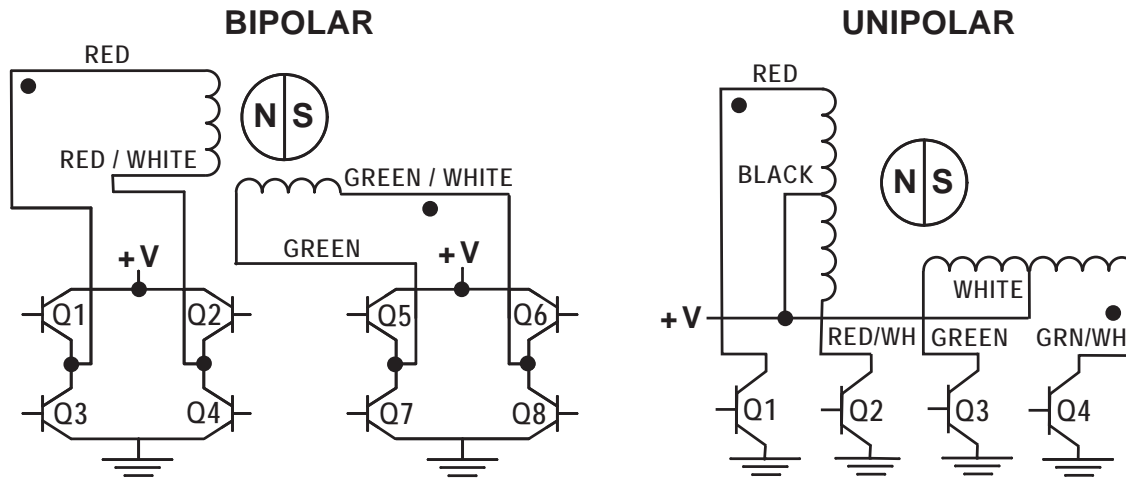 BIPOLAR
RED
N S
RED / WHITE
GREEN / WHITE
GREEN
+V
+V
Q1
Q2
Q5
Q6
Q3
Q4
Q7
Q8
UNIPOLAR
RED
BLACK
N S
WHITE
+V
RED/WH
GREEN
GRN/WH
Q1
Q2
Q3
Q4